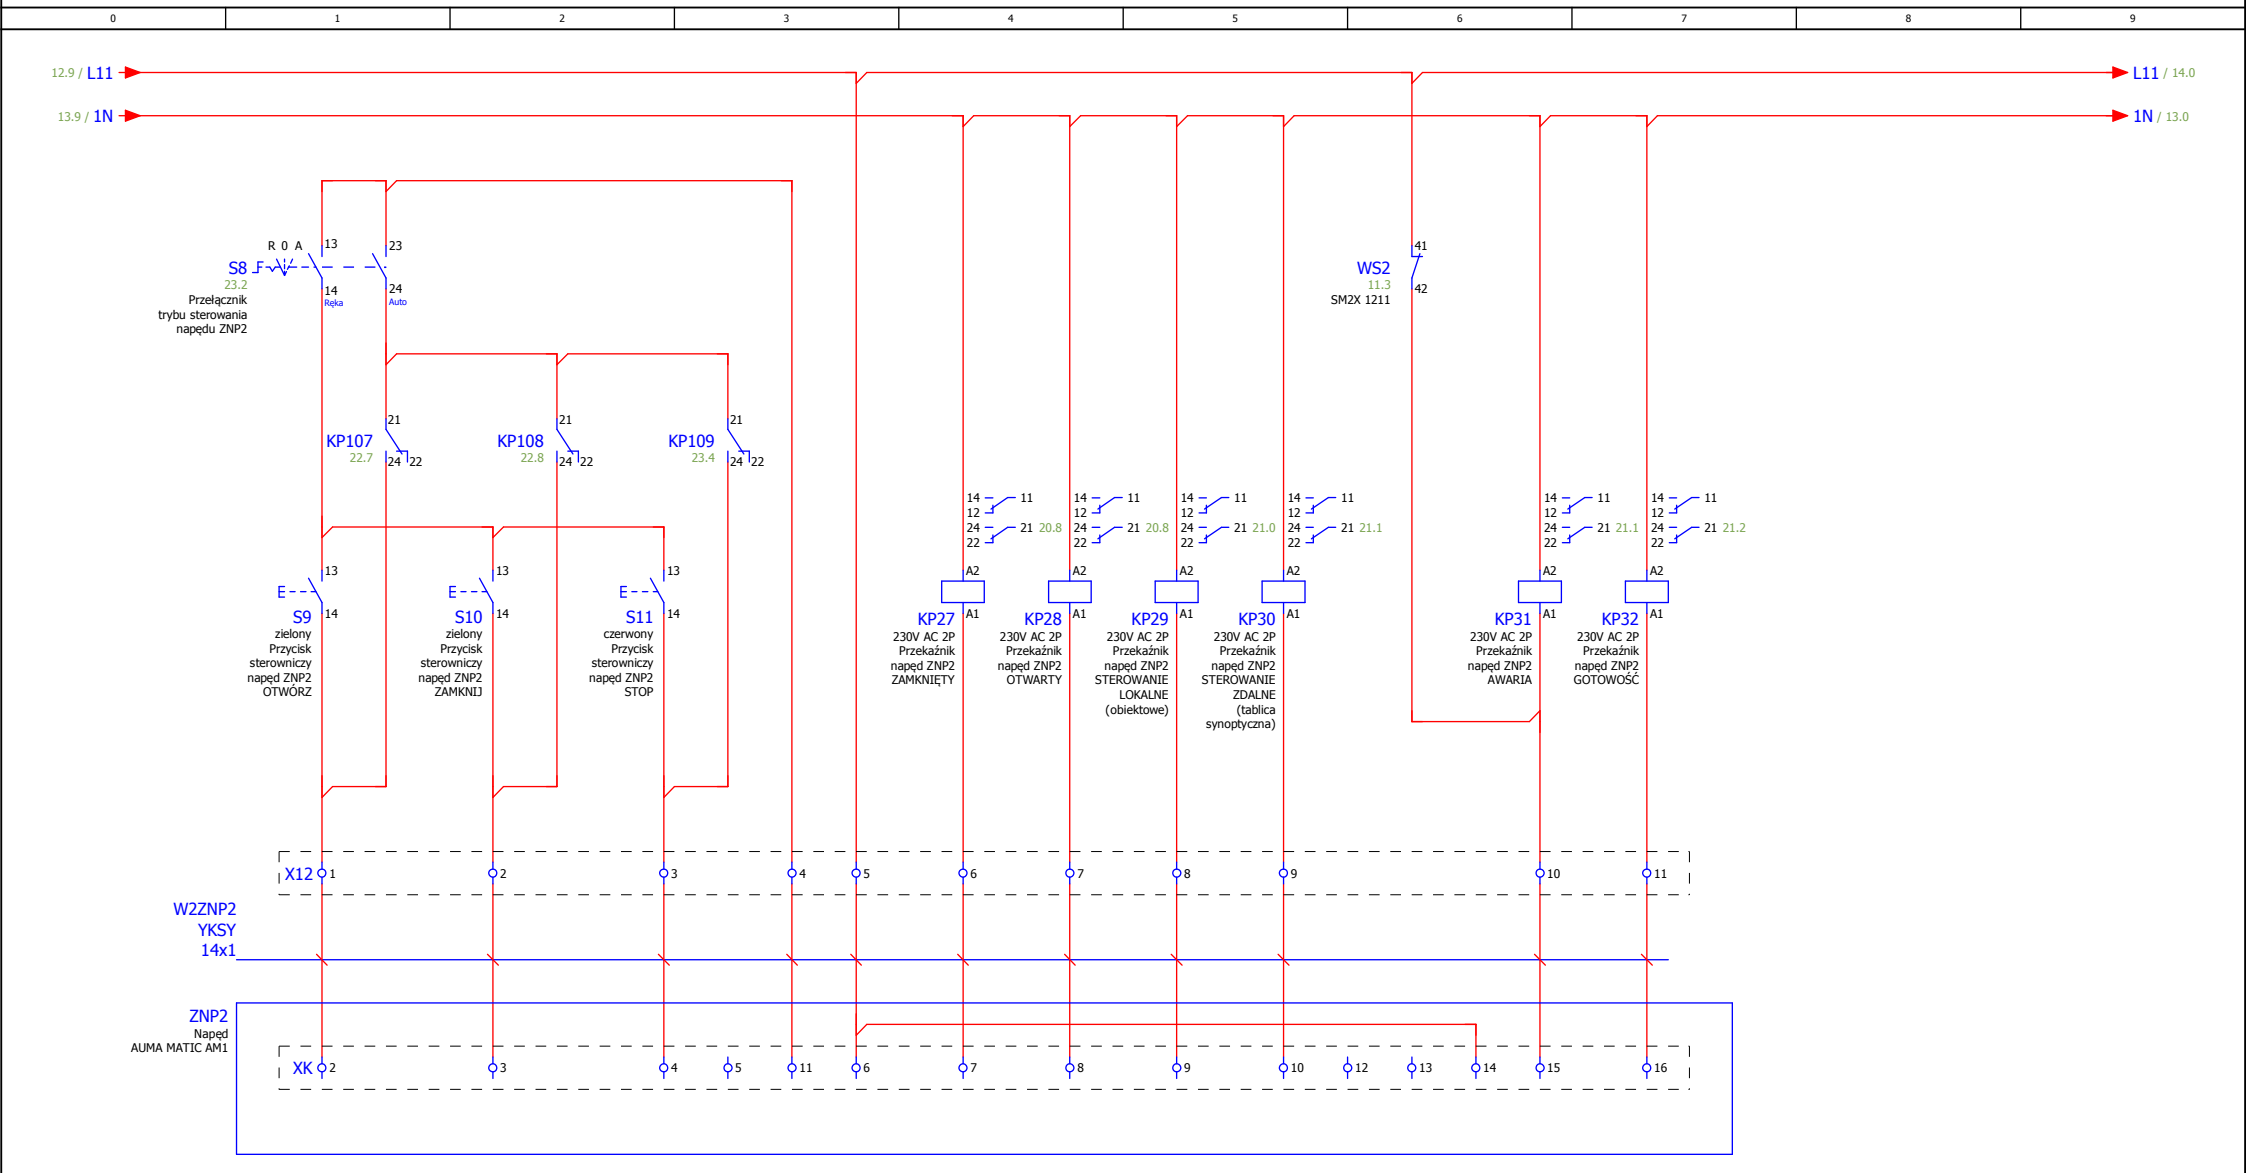 0 1 2 3 4 5 6 7 8 9
12.9 / L11
L11 / 14.0
13.9 / 1N
1N / 13.0
R 0 A
13
23
S8
F
23.2
Przełącznik
trybu sterowania
napędu ZNP2
14
Ręka
24
Auto
41
WS2
11.3
SM2X 1211
42
21
KP107
22.7
24 22
21
KP108
22.8
24 22
21
KP109
23.4
24 22
14 11
12
24 21 20.8
22
14 11
12
24 21 20.8
22
14 11
12
24 21 21.0
22
14 11
12
24 21 21.1
22
14 11
12
24 21 21.1
22
14 11
12
24 21 21.2
22
13
E
14
S9
zielony
Przycisk
sterowniczy
napęd ZNP2
OTWÓRZ
13
E
14
S10
zielony
Przycisk
sterowniczy
napęd ZNP2
ZAMKNIJ
13
E
14
S11
czerwony
Przycisk
sterowniczy
napęd ZNP2
STOP
A2
A1
KP27
230V AC 2P
Przekaźnik
napęd ZNP2
ZAMKNIĘTY
A2
A1
KP28
230V AC 2P
Przekaźnik
napęd ZNP2
OTWARTY
A2
A1
KP29
230V AC 2P
Przekaźnik
napęd ZNP2
STEROWANIE
LOKALNE
(obiektowe)
A2
A1
KP30
230V AC 2P
Przekaźnik
napęd ZNP2
STEROWANIE
ZDALNE
(tablica
synoptyczna)
A2
A1
KP31
230V AC 2P
Przekaźnik
napęd ZNP2
AWARIA
A2
A1
KP32
230V AC 2P
Przekaźnik
napęd ZNP2
GOTOWOŚĆ
X12 1 2 3 4 5 6 7 8 9 10 11
W2ZNP2
YKSY
14x1
ZNP2
Napęd
AUMA MATIC AM1
XK 2 3 4 5 11 6 7 8 9 10 12 13 14 15 16